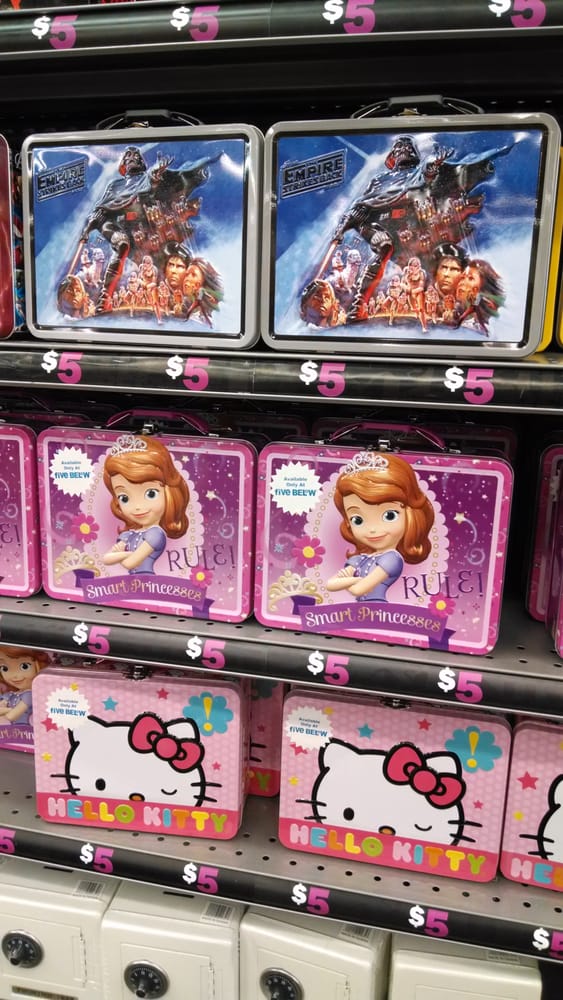 $5 $5 $5 $5
EMPIRE
STRIKES BACK
EMPIRE
STRIKES BACK
$5 $5 $5 $5
Available
Only At
five BEL°W
RULE!
Smart Princesses
Available
Only At
five BEL°W
RULE!
Smart Princesses
$5 $5 $5 $5
Available
Only At
five BEL°W
!
HELLO KITTY
Available
Only At
five BEL°W
!
HELLO KITTY
$5 $5 $5 $5 $5 $5